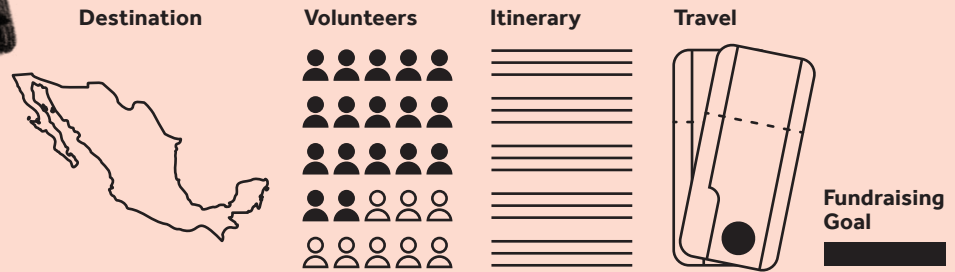 Destination
Volunteers
Itinerary
Travel
Fundraising
Goal